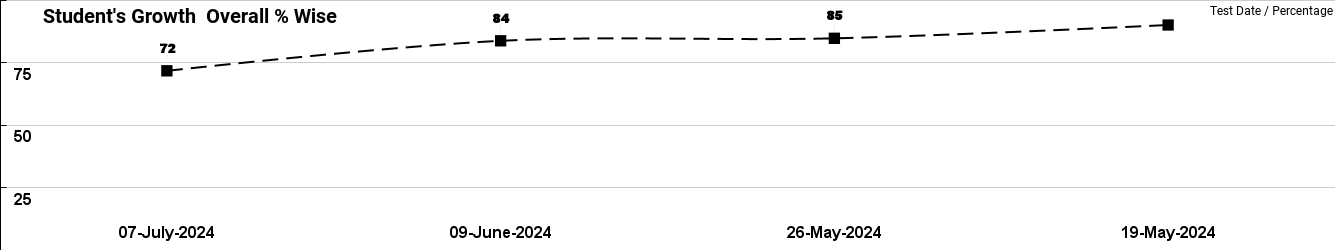 Student's Growth  Overall % Wise
Test Date / Percentage
72
84
85
75
50
25
07-July-2024
09-June-2024
26-May-2024
19-May-2024